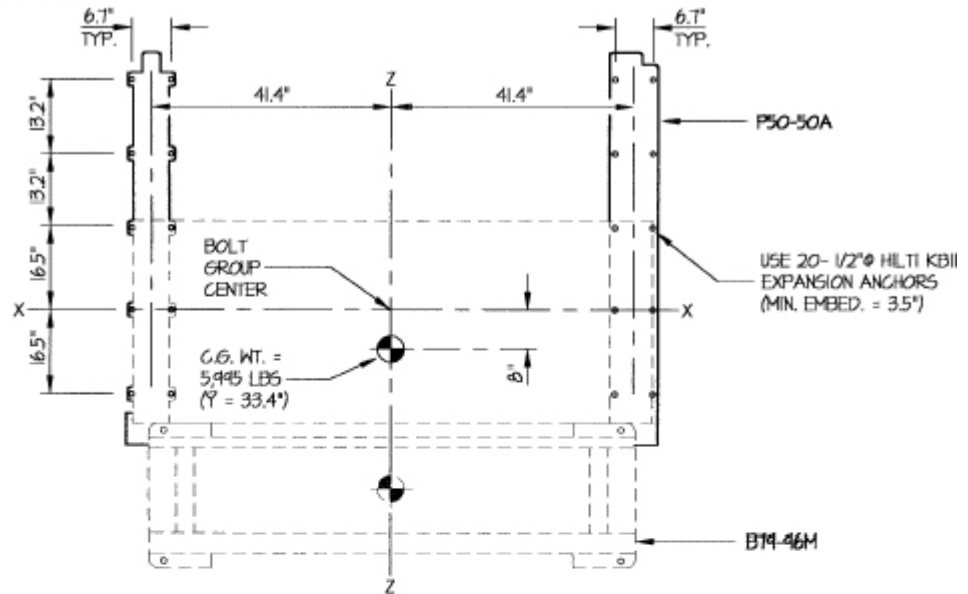 6.7"
TYP.
6.7"
TYP.
Z
41.4"
41.4"
P50-50A
13.2"
13.2"
BOLT
GROUP
CENTER
USE 20- 1/2"Φ HILTI KBII
EXPANSION ANCHORS
(MIN. EMBED. = 3.5")
16.5"
X
X
C.G. WT. =
5,995 LBS
(Y = 33.4")
8"
16.5"
Z